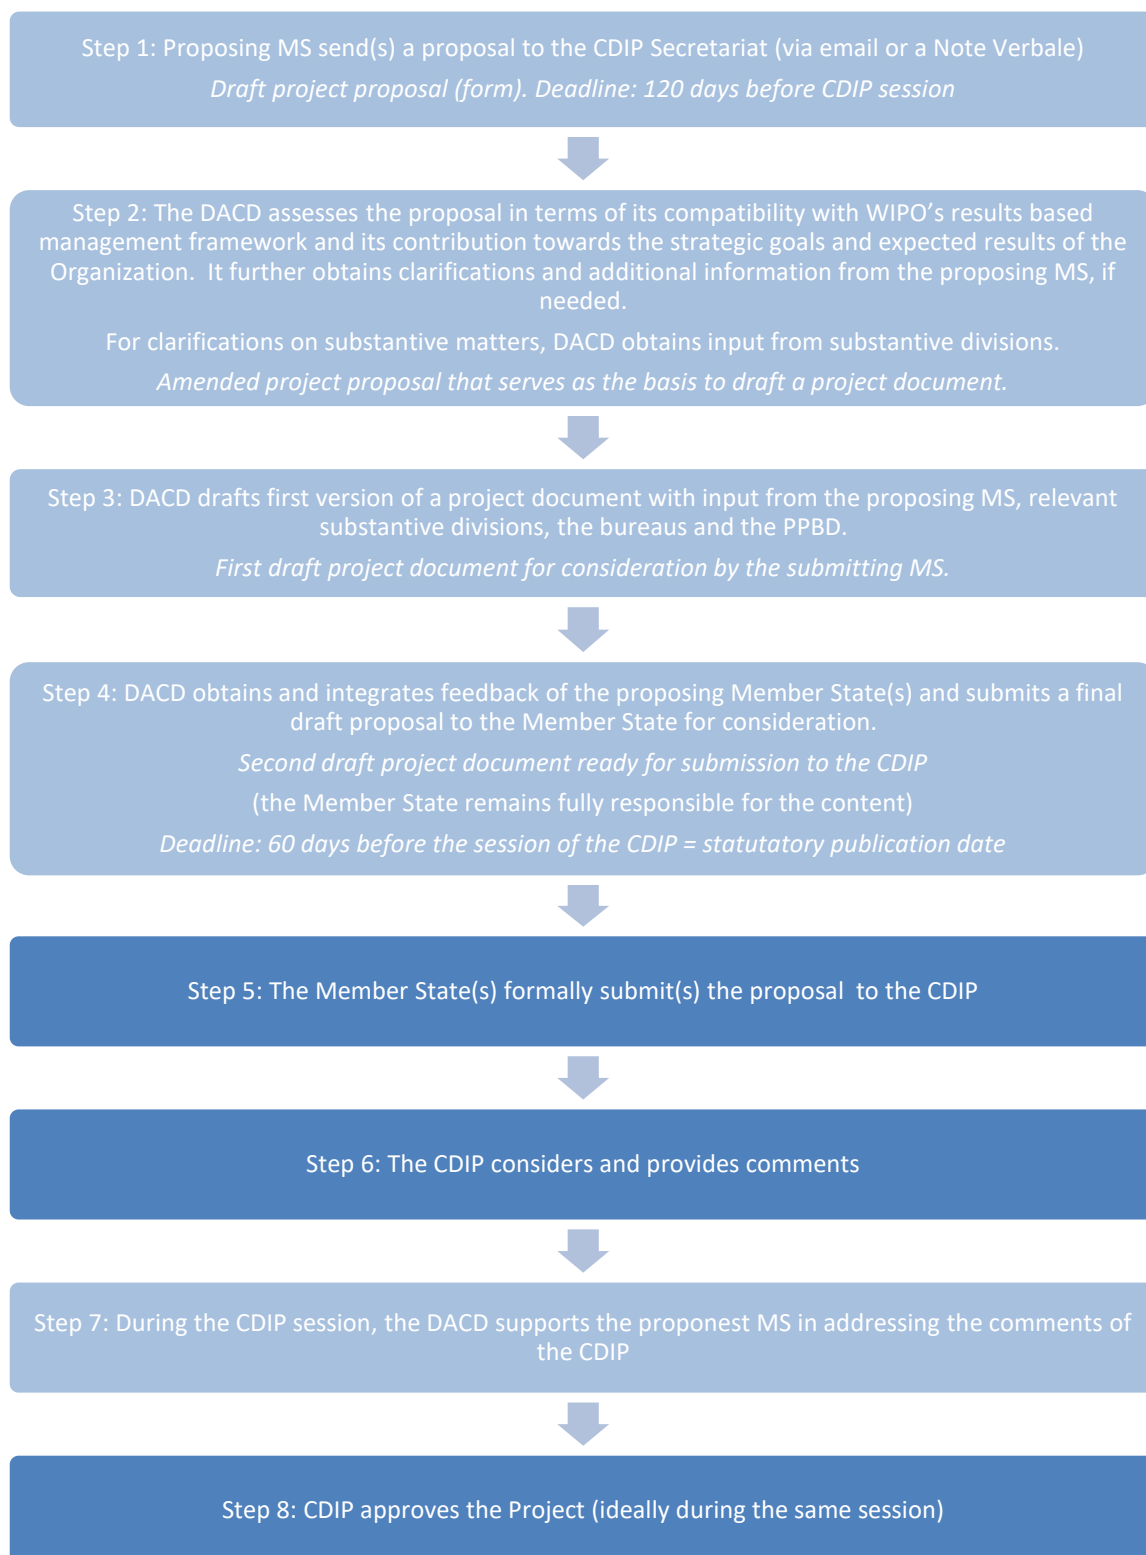 Step 1: Proposing MS send(s) a proposal to the CDIP Secretariat (via email or a Note Verbale)
Draft project proposal (form). Deadline: 120 days before CDIP session
Step 2: The DACD assesses the proposal in terms of its compatibility with WIPO's results based
management framework and its contribution towards the strategic goals and expected results of the
Organization.  It further obtains clarifications and additional information from the proposing MS, if
needed.
For clarifications on substantive matters, DACD obtains input from substantive divisions.
Amended project proposal that serves as the basis to draft a project document.
Step 3: DACD drafts first version of a project document with input from the proposing MS, relevant
substantive divisions, the bureaus and the PPBD.
First draft project document for consideration by the submitting MS.
Step 4: DACD obtains and integrates feedback of the proposing Member State(s) and submits a final
draft proposal to the Member State for consideration.
Second draft project document ready for submission to the CDIP
(the Member State remains fully responsible for the content)
Deadline: 60 days before the session of the CDIP = statutatory publication date
Step 5: The Member State(s) formally submit(s) the proposal  to the CDIP
Step 6: The CDIP considers and provides comments
Step 7: During the CDIP session, the DACD supports the proponest MS in addressing the comments of
the CDIP
Step 8: CDIP approves the Project (ideally during the same session)